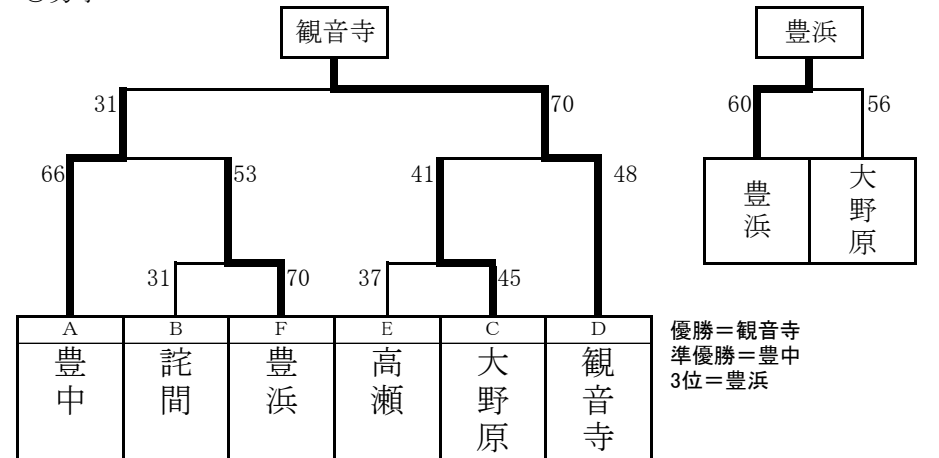 観音寺
豊浜
31
70
60
56
66
53
41
48
豊浜
大野原
31
70
37
45
A
B
F
E
C
D
優勝＝観音寺
準優勝＝豊中
3位＝豊浜
豊中
詫間
豊浜
高瀬
大野原
観音寺